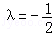 λ = -1/2